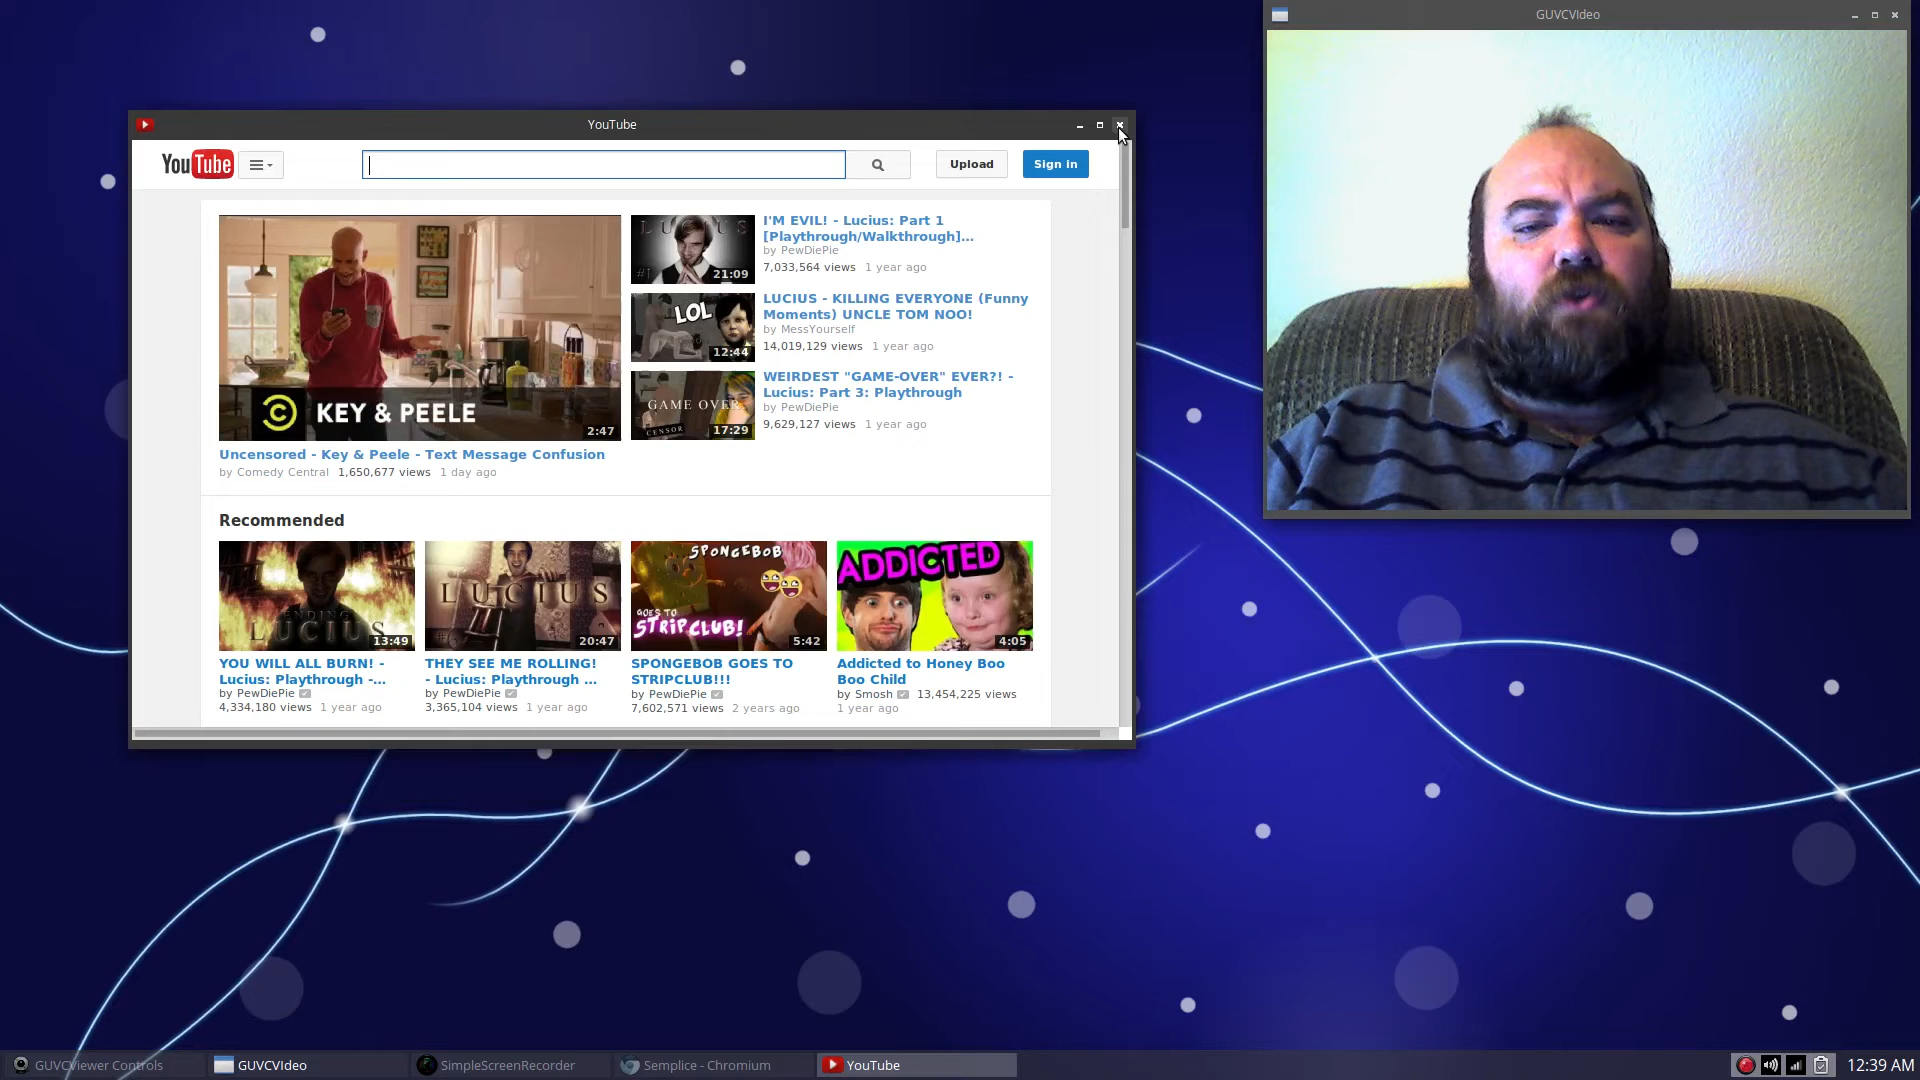 GUVCVIdeo
YouTube
YouTube
Upload
Sign in
LUCIUS
#1
21:09
I'M EVIL! - Lucius: Part 1
[Playthrough/Walkthrough]...
by PewDiePie
7,033,564 views 1 year ago
LOL
12:44
LUCIUS - KILLING EVERYONE (Funny
Moments) UNCLE TOM NOO!
by MessYourself
14,019,129 views 1 year ago
GAME OVER
CENSOR
17:29
WEIRDEST "GAME-OVER" EVER?! -
Lucius: Part 3: Playthrough
by PewDiePie
9,629,127 views 1 year ago
KEY & PEELE
2:47
Uncensored - Key & Peele - Text Message Confusion
by Comedy Central 1,650,677 views 1 day ago
Recommended
ENDING
LUCIUS
13:49
YOU WILL ALL BURN! -
Lucius: Playthrough -...
by PewDiePie
4,334,180 views 1 year ago
LUCIUS
20:47
THEY SEE ME ROLLING!
- Lucius: Playthrough ...
by PewDiePie
3,365,104 views 1 year ago
SPONGEBOB
GOES TO
STRIPCLUB!
5:42
SPONGEBOB GOES TO
STRIPCLUB!!!
by PewDiePie
7,602,571 views 2 years ago
ADDICTED
4:05
Addicted to Honey Boo
Boo Child
by Smosh 13,454,225 views
1 year ago
GUVCViewer Controls
GUVCVIdeo
SimpleScreenRecorder
Semplice - Chromium
YouTube
12:39 AM